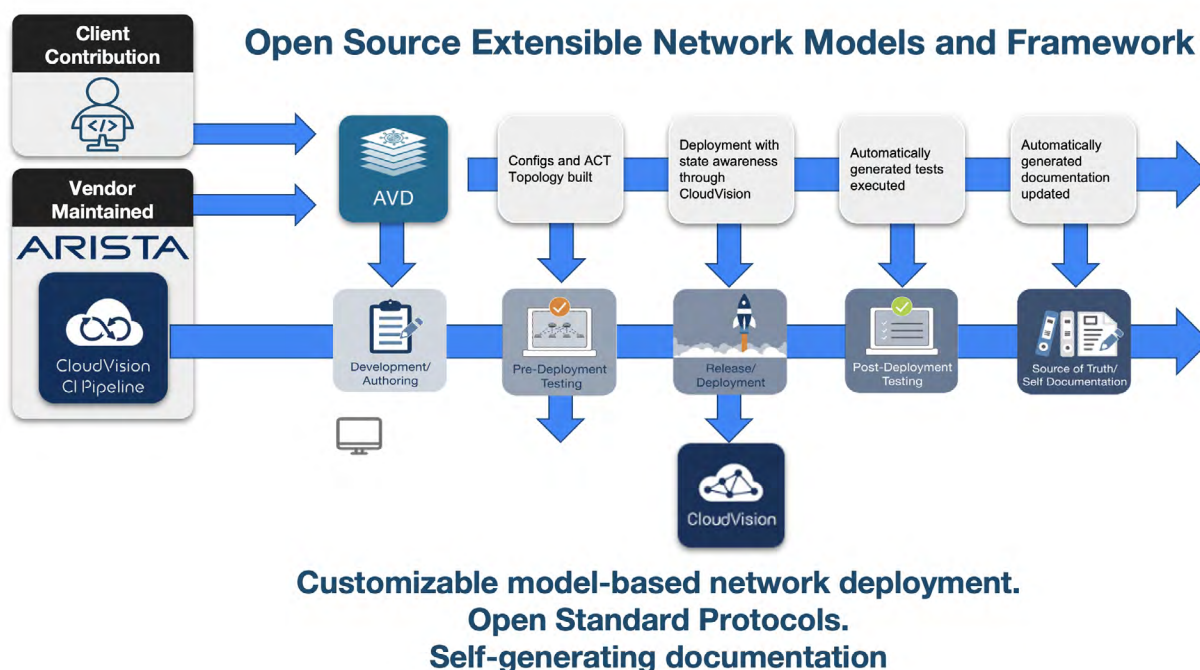 Client
Contribution
Open Source Extensible Network Models and Framework
</>
Vendor
Maintained
ARISTA
CloudVision
CI Pipeline
AVD
Configs and ACT
Topology built
Deployment with
state awareness
through
CloudVision
Automatically
generated tests
executed
Automatically
generated
documentation
updated
Development/
Authoring
Pre-Deployment
Testing
Release/
Deployment
Post-Deployment
Testing
Source of Truth/
Self Documentation
CloudVision
Customizable model-based network deployment.
Open Standard Protocols.
Self-generating documentation